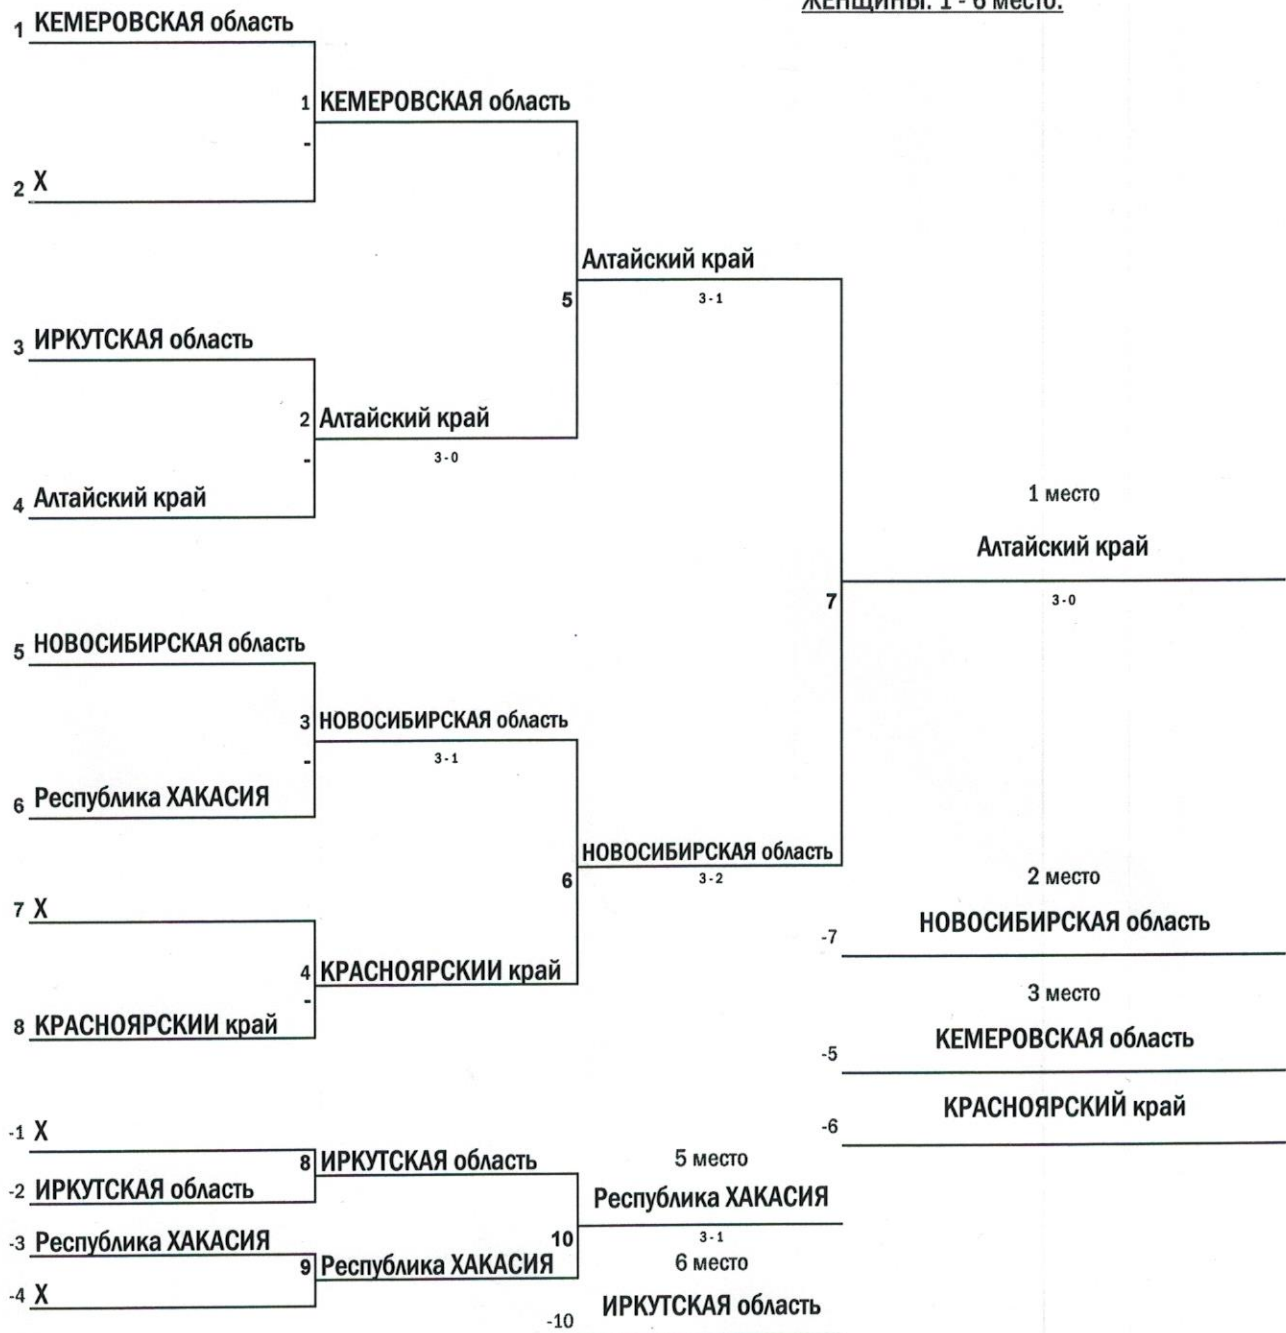 ЖЕНЩИНЫ. 1 - 6 место.
1 КЕМЕРОВСКАЯ область
1 КЕМЕРОВСКАЯ область
-
2 X
Алтайский край
5
3-1
3 ИРКУТСКАЯ область
2 Алтайский край
-
3-0
4 Алтайский край
1 место
Алтайский край
7
3-0
5 НОВОСИБИРСКАЯ область
3 НОВОСИБИРСКАЯ область
-
3-1
6 Республика ХАКАСИЯ
НОВОСИБИРСКАЯ область
6
3-2
2 место
7 X
-7 НОВОСИБИРСКАЯ область
4 КРАСНОЯРСКИИ край
-
3 место
8 КРАСНОЯРСКИИ край
-5 КЕМЕРОВСКАЯ область
-6 КРАСНОЯРСКИЙ край
-1 X
8 ИРКУТСКАЯ область
5 место
-2 ИРКУТСКАЯ область
Республика ХАКАСИЯ
-3 Республика ХАКАСИЯ
10
3-1
9 Республика ХАКАСИЯ
6 место
-4 X
-10 ИРКУТСКАЯ область